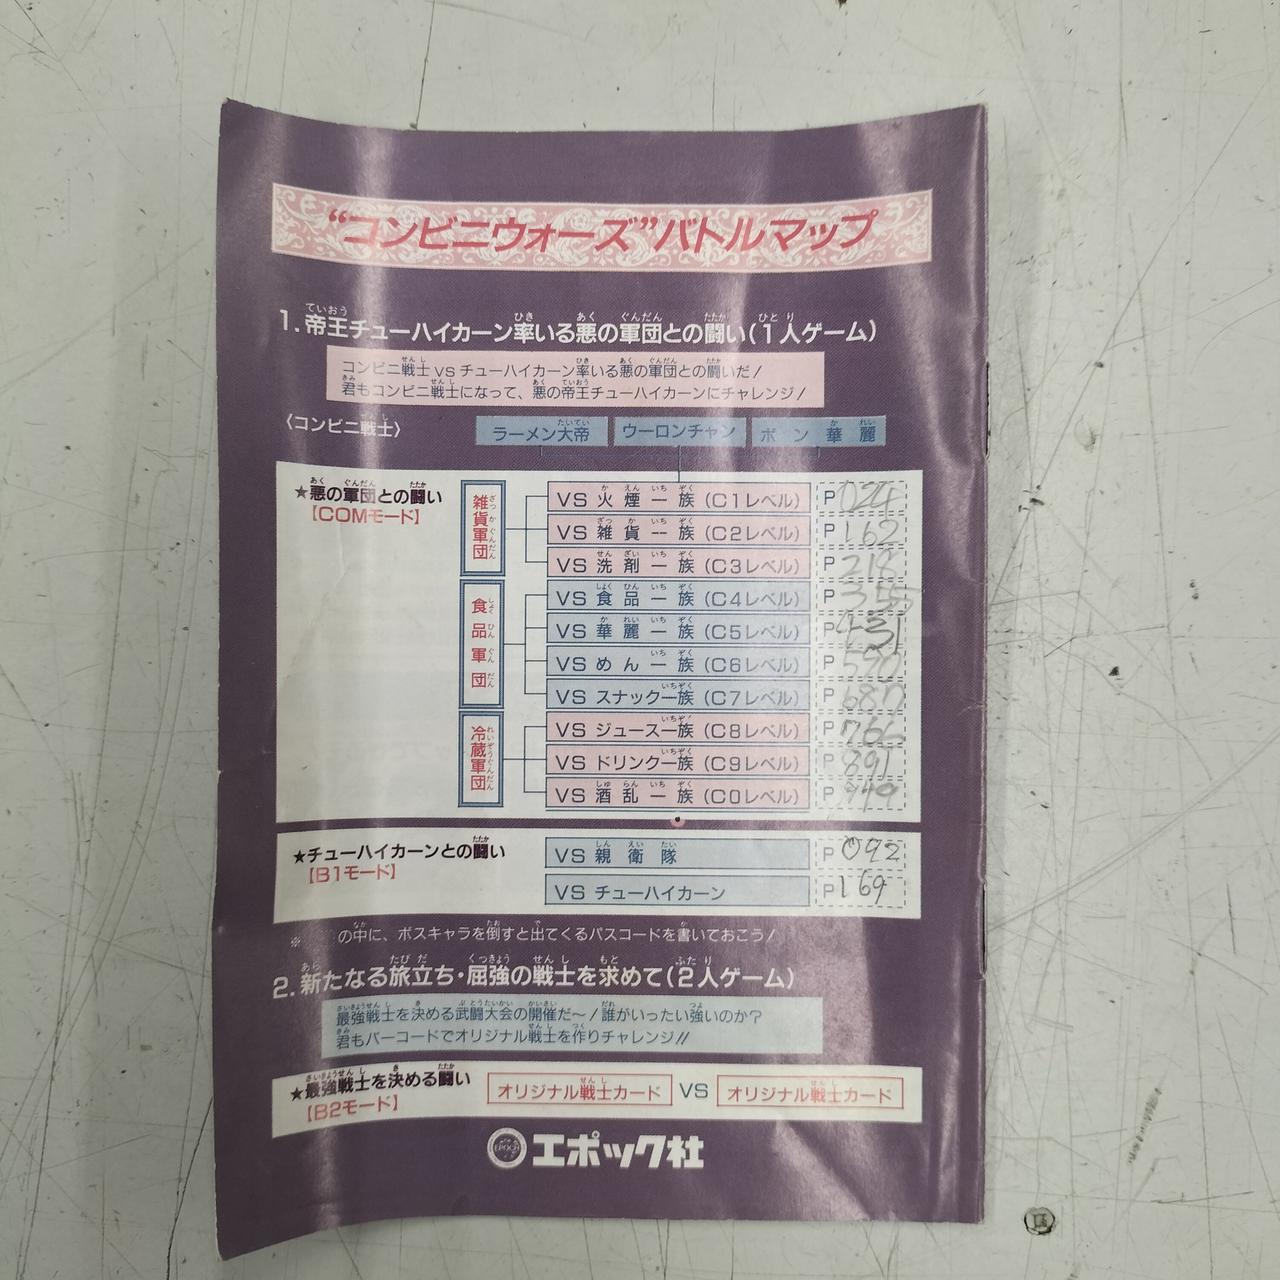 "コンビニウォーズ"バトルマップ
1. 帝王チューハイカーン率いる悪の軍団との闘い(1人ゲーム)
コンビニ戦士 VS チューハイカーン率いる悪の軍団との闘いだ!
君もコンビニ戦士になって、悪の帝王チューハイカーンにチャレンジ!
〈コンビニ戦士〉 ラーメン大帝 ウーロンチャン ボンン 華麗
★悪の軍団との闘い
【COMモード】
雑貨軍団
VS 火煙一族 (C1レベル) P 024
VS 雑貨一族 (C2レベル) P 162
VS 洗剤一族 (C3レベル) P 218
食品軍団
VS 食品一族 (C4レベル) P 355
VS 華麗一族 (C5レベル) P 431
VS めん一族 (C6レベル) P 590
VS スナック一族 (C7レベル) P 687
冷蔵軍団
VS ジュース一族 (C8レベル) P 766
VS ドリンク一族 (C9レベル) P 891
VS 酒乱一族 (C0レベル) P 949
★チューハイカーンとの闘い
【B1モード】
VS 親衛隊 P 092
VS チューハイカーン P 169
※ の中に、ボスキャラを倒すと出てくるパスコードを書いておこう!
2. 新たなる旅立ち・屈強の戦士を求めて(2人ゲーム)
最強戦士を決める武闘大会の開催だ〜!誰がいったい強いのか?
君もバーコードでオリジナル戦士を作りチャレンジ!!
★最強戦士を決める闘い
【B2モード】
オリジナル戦士カード VS オリジナル戦士カード
EPOCH エポック社